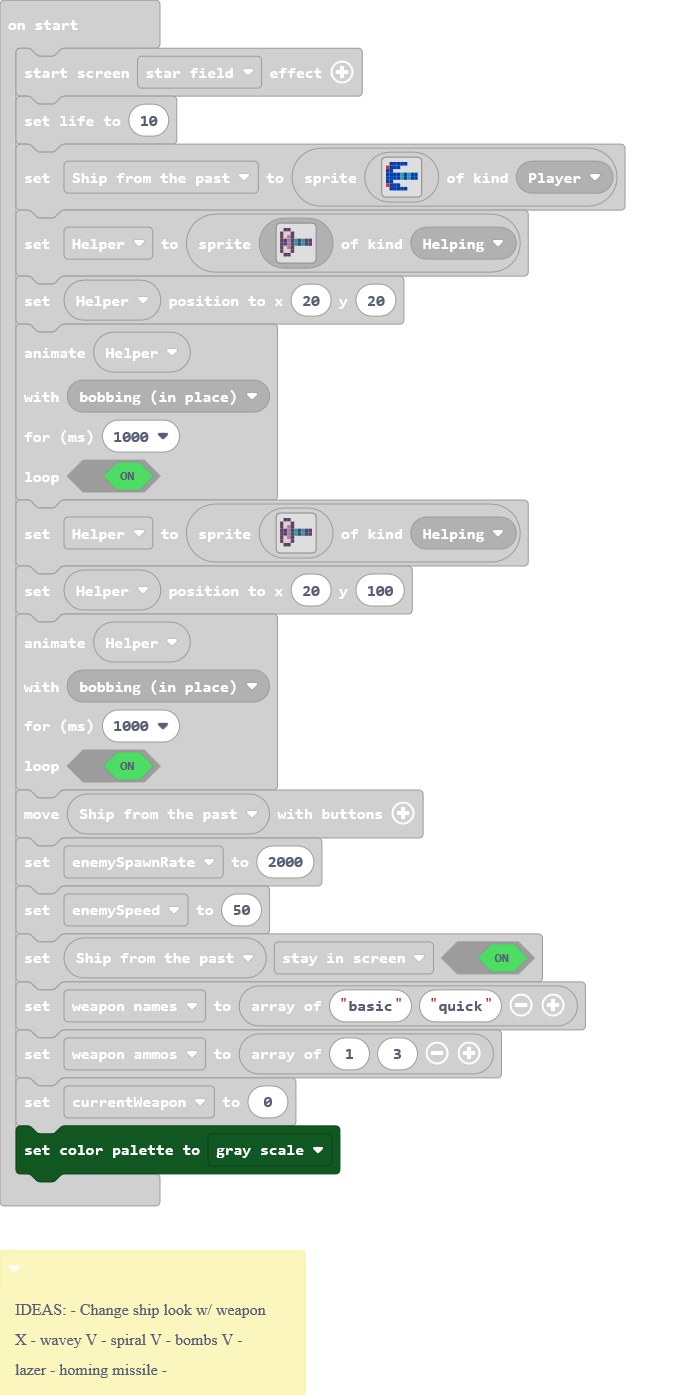 on start
start screen star field effect
set life to 10
set Ship from the past to sprite of kind Player
set Helper to sprite of kind Helping
set Helper position to x 20 y 20
animate Helper
with bobbing (in place)
for (ms) 1000
loop ON
set Helper to sprite of kind Helping
set Helper position to x 20 y 100
animate Helper
with bobbing (in place)
for (ms) 1000
loop ON
move Ship from the past with buttons
set enemySpawnRate to 2000
set enemySpeed to 50
set Ship from the past stay in screen ON
set weapon names to array of "basic" "quick"
set weapon ammos to array of 1 3
set currentWeapon to 0
set color palette to gray scale
IDEAS: - Change ship look w/ weapon
X - wavey V - spiral V - bombs V -
lazer - homing missile -